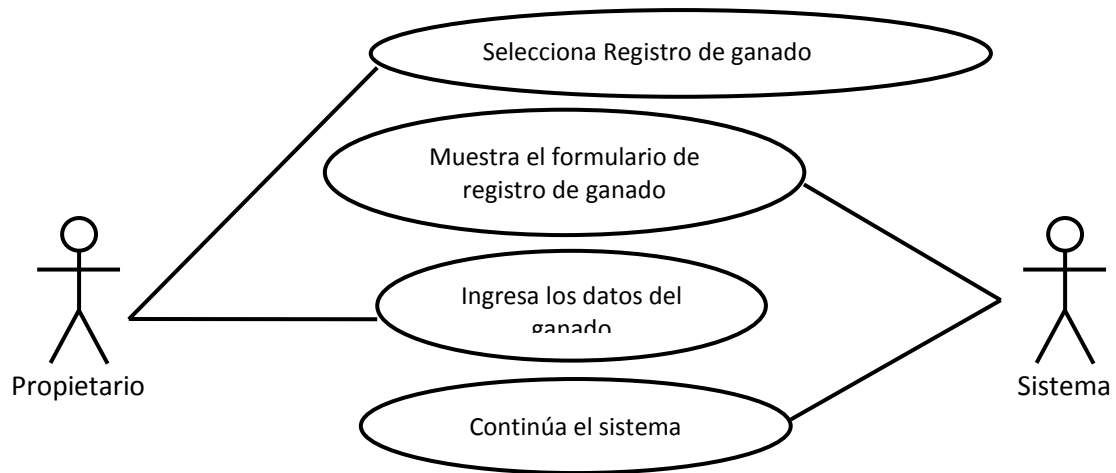 Selecciona Registro de ganado
Muestra el formulario de
registro de ganado
Ingresa los datos del
ganado
Propietario
Sistema
Continúa el sistema